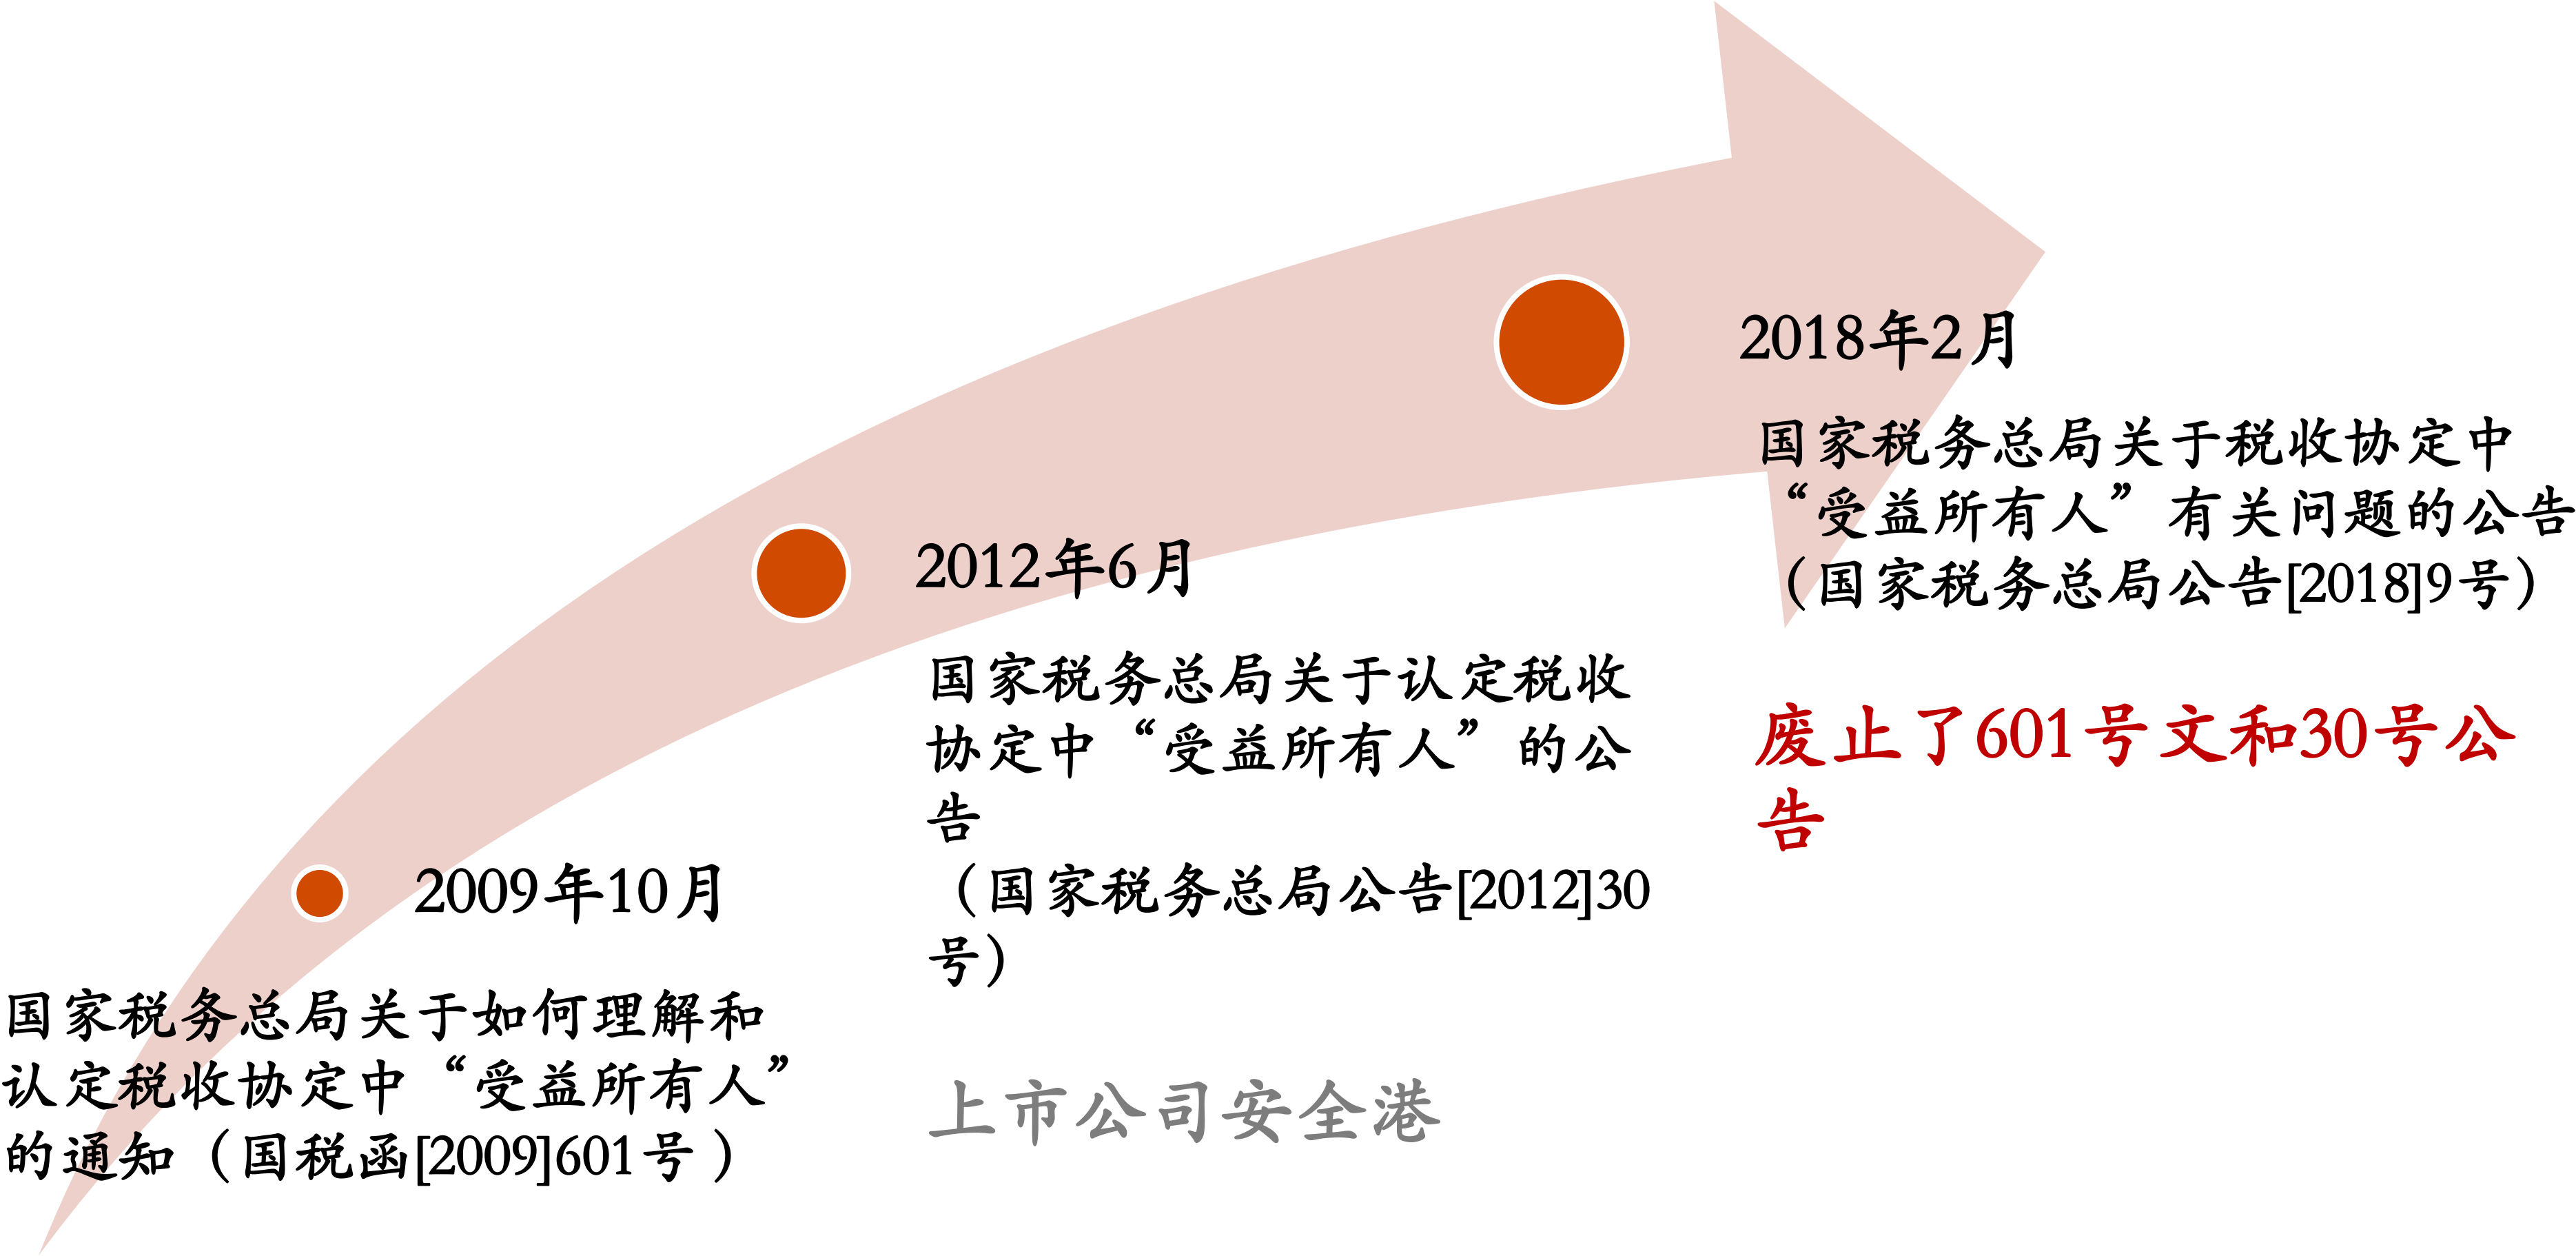 2009年10月
国家税务总局关于如何理解和
认定税收协定中“受益所有人”
的通知（国税函[2009]601号）
2012年6月
国家税务总局关于认定税收
协定中“受益所有人”的公
告
（国家税务总局公告[2012]30
号）
上市公司安全港
2018年2月
国家税务总局关于税收协定中
“受益所有人”有关问题的公告
（国家税务总局公告[2018]9号）
废止了601号文和30号公
告